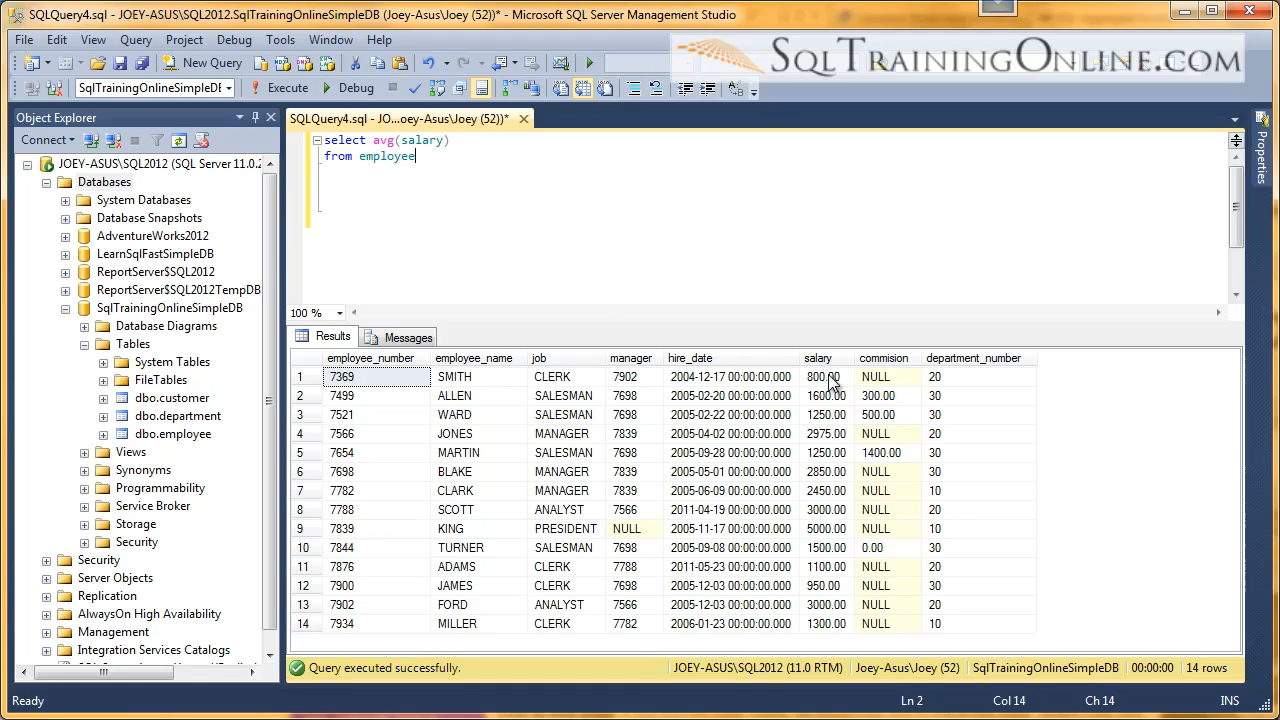 SQLQuery4.sql - JOEY-ASUS\SQL2012.SqlTrainingOnlineSimpleDB (Joey-Asus\Joey (52))* - Microsoft SQL Server Management Studio
File Edit View Query Project Debug Tools Window Help
SQLTRAININGONLINE.COM
New Query
SqlTrainingOnlineSimpleDE Execute Debug
Object Explorer
SQLQuery4.sql - JO...oey-Asus\Joey (52))*
Connect
JOEY-ASUS\SQL2012 (SQL Server 11.0.2
Databases
System Databases
Database Snapshots
AdventureWorks2012
LearnSqlFastSimpleDB
ReportServer$SQL2012
ReportServer$SQL2012TempDB
SqlTrainingOnlineSimpleDB
Database Diagrams
Tables
System Tables
FileTables
dbo.customer
dbo.department
dbo.employee
Views
Synonyms
Programmability
Service Broker
Storage
Security
Security
Server Objects
Replication
AlwaysOn High Availability
Management
Integration Services Catalogs
select avg(salary)
from employee
Properties
100 %
Results Messages
employee_number employee_name job manager hire_date salary commision department_number
1 7369 SMITH CLERK 7902 2004-12-17 00:00:00.000 800.00 NULL 20
2 7499 ALLEN SALESMAN 7698 2005-02-20 00:00:00.000 1600.00 300.00 30
3 7521 WARD SALESMAN 7698 2005-02-22 00:00:00.000 1250.00 500.00 30
4 7566 JONES MANAGER 7839 2005-04-02 00:00:00.000 2975.00 NULL 20
5 7654 MARTIN SALESMAN 7698 2005-09-28 00:00:00.000 1250.00 1400.00 30
6 7698 BLAKE MANAGER 7839 2005-05-01 00:00:00.000 2850.00 NULL 30
7 7782 CLARK MANAGER 7839 2005-06-09 00:00:00.000 2450.00 NULL 10
8 7788 SCOTT ANALYST 7566 2011-04-19 00:00:00.000 3000.00 NULL 20
9 7839 KING PRESIDENT NULL 2005-11-17 00:00:00.000 5000.00 NULL 10
10 7844 TURNER SALESMAN 7698 2005-09-08 00:00:00.000 1500.00 0.00 30
11 7876 ADAMS CLERK 7788 2011-05-23 00:00:00.000 1100.00 NULL 20
12 7900 JAMES CLERK 7698 2005-12-03 00:00:00.000 950.00 NULL 30
13 7902 FORD ANALYST 7566 2005-12-03 00:00:00.000 3000.00 NULL 20
14 7934 MILLER CLERK 7782 2006-01-23 00:00:00.000 1300.00 NULL 10
Query executed successfully. JOEY-ASUS\SQL2012 (11.0 RTM) Joey-Asus\Joey (52) SqlTrainingOnlineSimpleDB 00:00:00 14 rows
Ready Ln 2 Col 14 Ch 14 INS